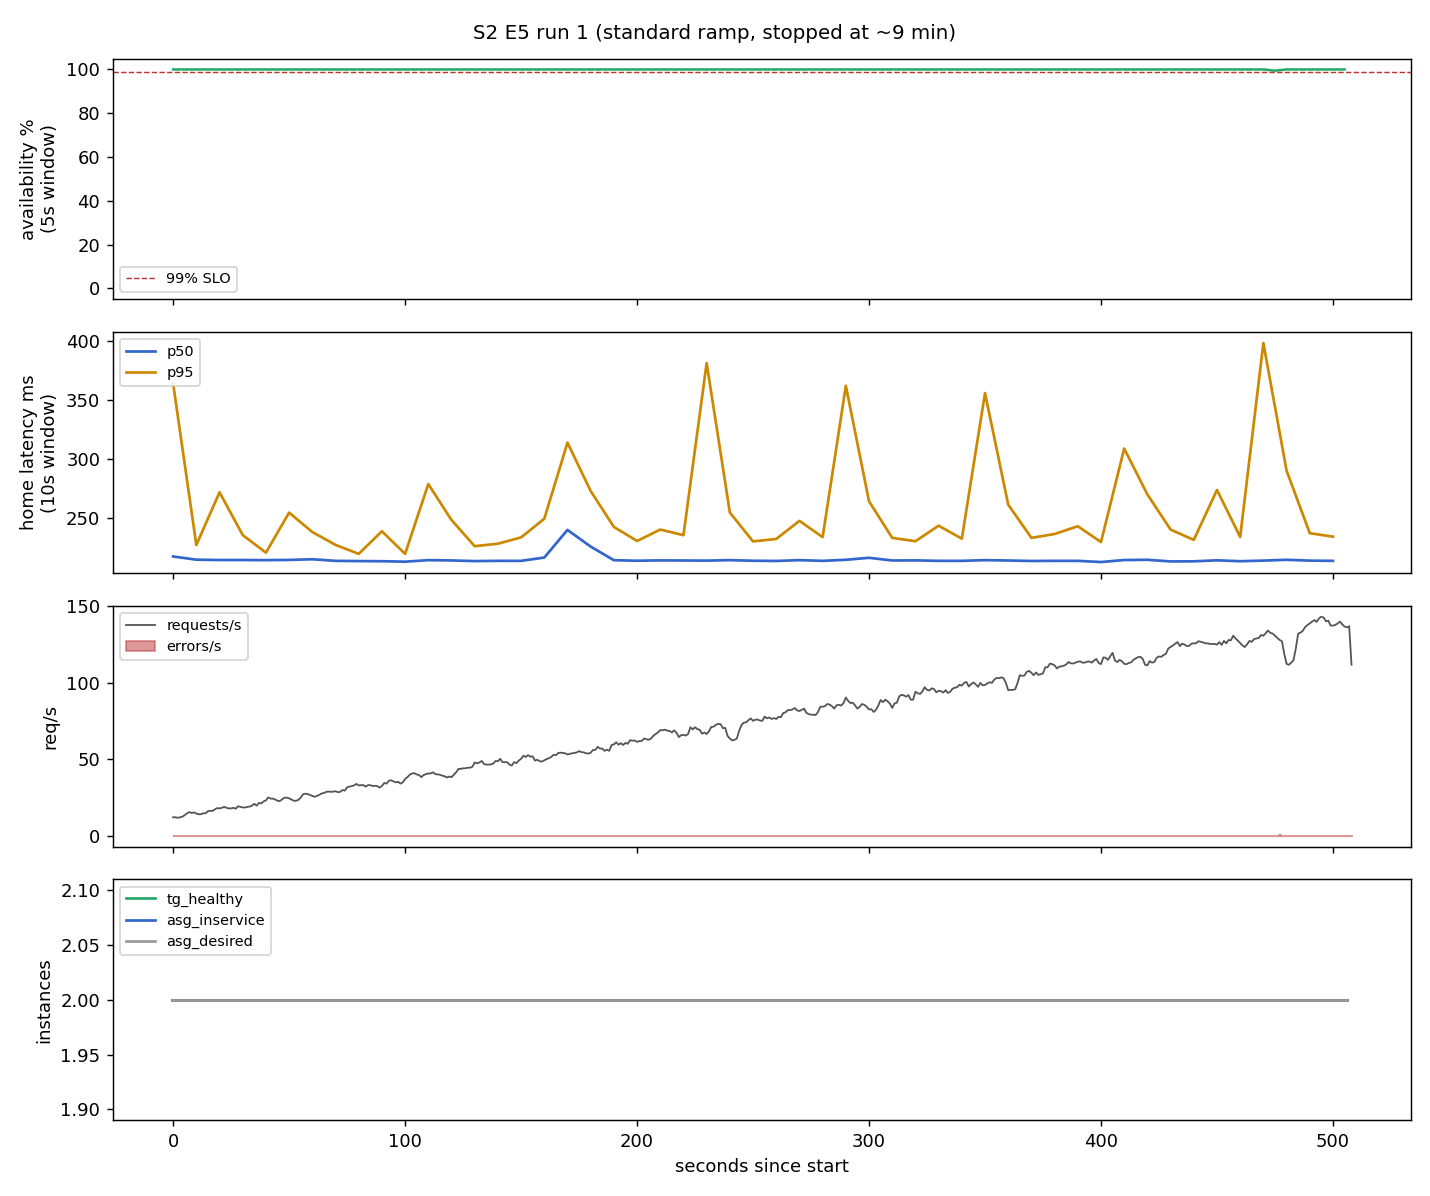 S2 E5 run 1 (standard ramp, stopped at ~9 min)
availability %
(5s window)
100
80
60
40
20
0
99% SLO
home latency ms
(10s window)
400
350
300
250
p50
p95
req/s
150
100
50
0
requests/s
errors/s
instances
2.10
2.05
2.00
1.95
1.90
tg_healthy
asg_inservice
asg_desired
0 100 200 300 400 500
seconds since start